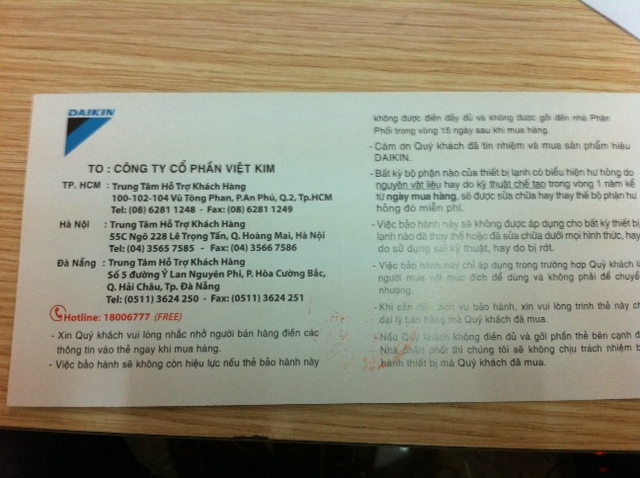 DAIKIN
TO : CÔNG TY CỔ PHẦN VIỆT KIM
TP. HCM : Trung Tâm Hỗ Trợ Khách Hàng
100-102-104 Vũ Tông Phan, P.An Phú, Q.2, Tp.HCM
Tel: (08) 6281 1248 - Fax: (08) 6281 1249
Hà Nội : Trung Tâm Hỗ Trợ Khách Hàng
55C Ngõ 228 Lê Trọng Tấn, Q. Hoàng Mai, Hà Nội
Tel: (04) 3565 7585 - Fax: (04) 3566 7586
Đà Nẵng : Trung Tâm Hỗ Trợ Khách Hàng
Số 5 đường Ỷ Lan Nguyên Phi, P. Hòa Cường Bắc,
Q. Hải Châu, Tp. Đà Nẵng
Tel: (0511) 3624 250 - Fax: (0511) 3624 251
Hotline: 18006777 (FREE)
- Xin Quý khách vui lòng nhắc nhở người bán hàng điền các
thông tin vào thẻ ngay khi mua hàng.
- Việc bảo hành sẽ không còn hiệu lực nếu thẻ bảo hành này
không được điền đầy đủ và không được gởi đến nhà Phân
Phối trong vòng 15 ngày sau khi mua hàng.
- Cám ơn Quý khách đã tín nhiệm và mua sản phẩm hiệu
DAIKIN.
- Bất kỳ bộ phận nào của thiết bị lạnh có biểu hiện hư hỏng do
nguyên vật liệu hay do kỹ thuật chế tạo trong vòng 1 năm kể
từ ngày mua hàng, sẽ được sửa chữa hay thay thế bộ phận hư
hỏng đó miễn phí.
- Việc bảo hành này sẽ không được áp dụng cho bất kỳ thiết bị
lạnh nào đã thay thế hoặc đã sửa chữa dưới mọi hình thức, hay
do sử dụng sai kỹ thuật, hay do bị rớt.
- Việc bảo hành này chỉ áp dụng trong trường hợp Quý khách là
người mua với mục đích để dùng và không phải để chuyển
nhượng.
- Khi cần đến dịch vụ bảo hành, xin vui lòng trình thẻ này cho
đại lý bán hàng mà Quý khách đã mua.
- Nếu Quý khách không điền đủ và gởi phần thẻ bên cạnh đ
Nhà phân phối thì chúng tôi sẽ không chịu trách nhiệm b
hành thiết bị mà Quý khách đã mua.